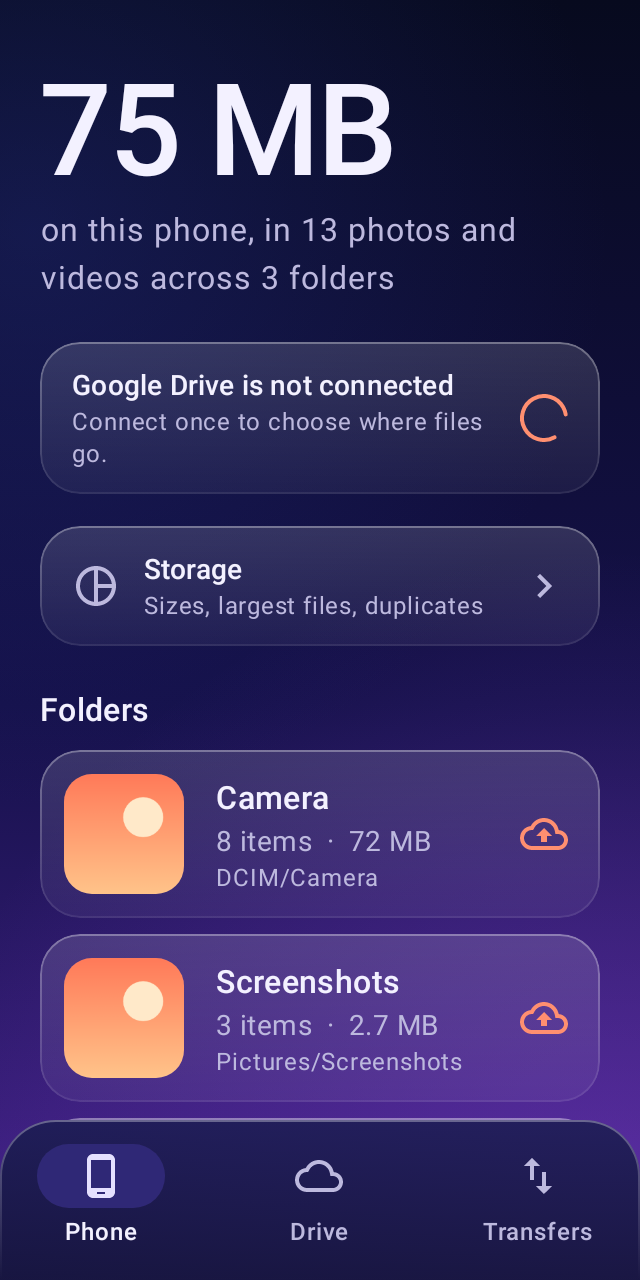 75 MB
on this phone, in 13 photos and
videos across 3 folders
Google Drive is not connected
Connect once to choose where files
go.
Storage
Sizes, largest files, duplicates
Folders
Camera
8 items · 72 MB
DCIM/Camera
Screenshots
3 items · 2.7 MB
Pictures/Screenshots
Phone
Drive
Transfers